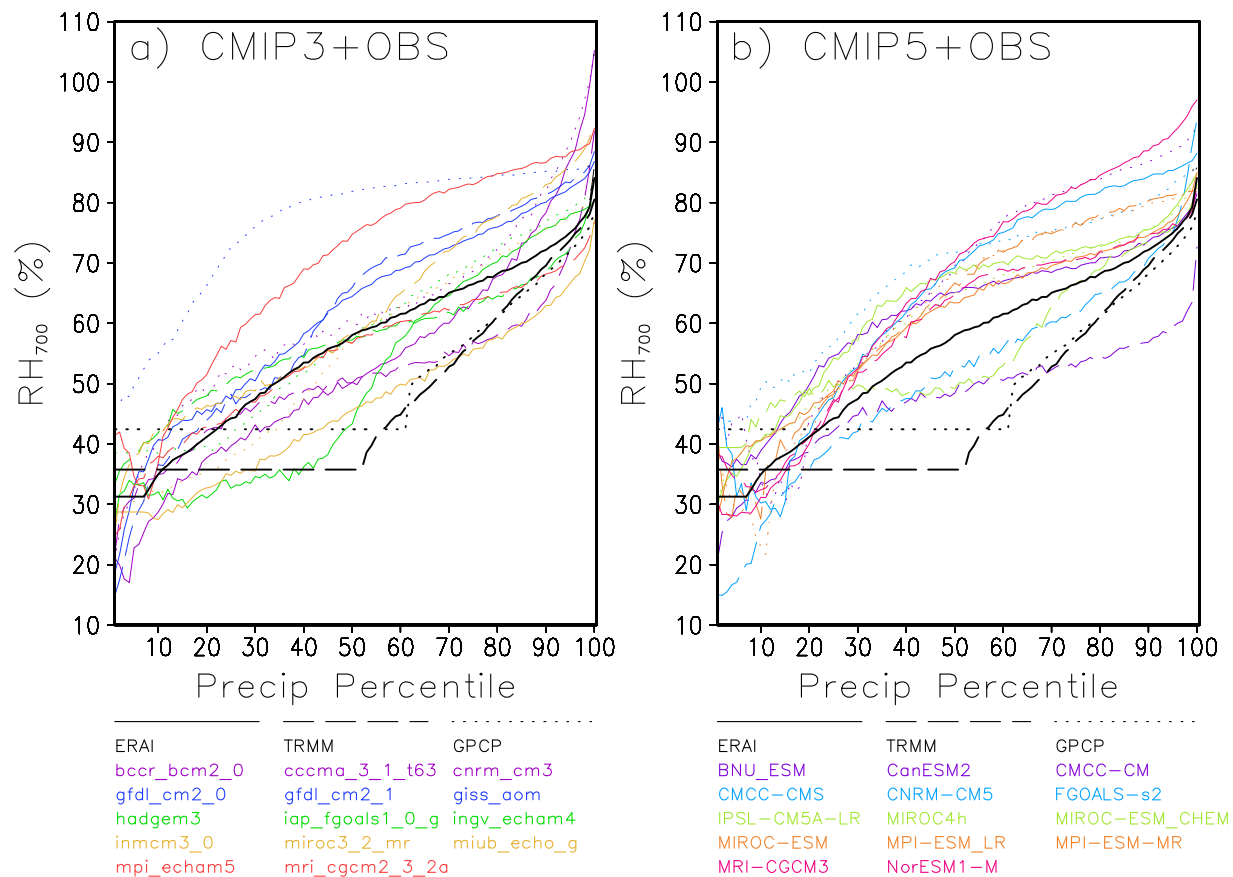 a) CMIP3+OBS
110
100
90
80
70
60
50
40
30
20
10
RH700 (%)
10 20 30 40 50 60 70 80 90 100
Precip Percentile
ERAI TRMM GPCP
bccr_bcm2_0 cccma_3_1_t63 cnrm_cm3
gfdl_cm2_0 gfdl_cm2_1 giss_aom
hadgem3 iap_fgoals1_0_g ingv_echam4
inmcm3_0 miroc3_2_mr miub_echo_g
mpi_echam5 mri_cgcm2_3_2a
b) CMIP5+OBS
110
100
90
80
70
60
50
40
30
20
10
RH700 (%)
10 20 30 40 50 60 70 80 90 100
Precip Percentile
ERAI TRMM GPCP
BNU_ESM CanESM2 CMCC-CM
CMCC-CMS CNRM-CM5 FGOALS-s2
IPSL-CM5A-LR MIROC4h MIROC-ESM_CHEM
MIROC-ESM MPI-ESM_LR MPI-ESM-MR
MRI-CGCM3 NorESM1-M